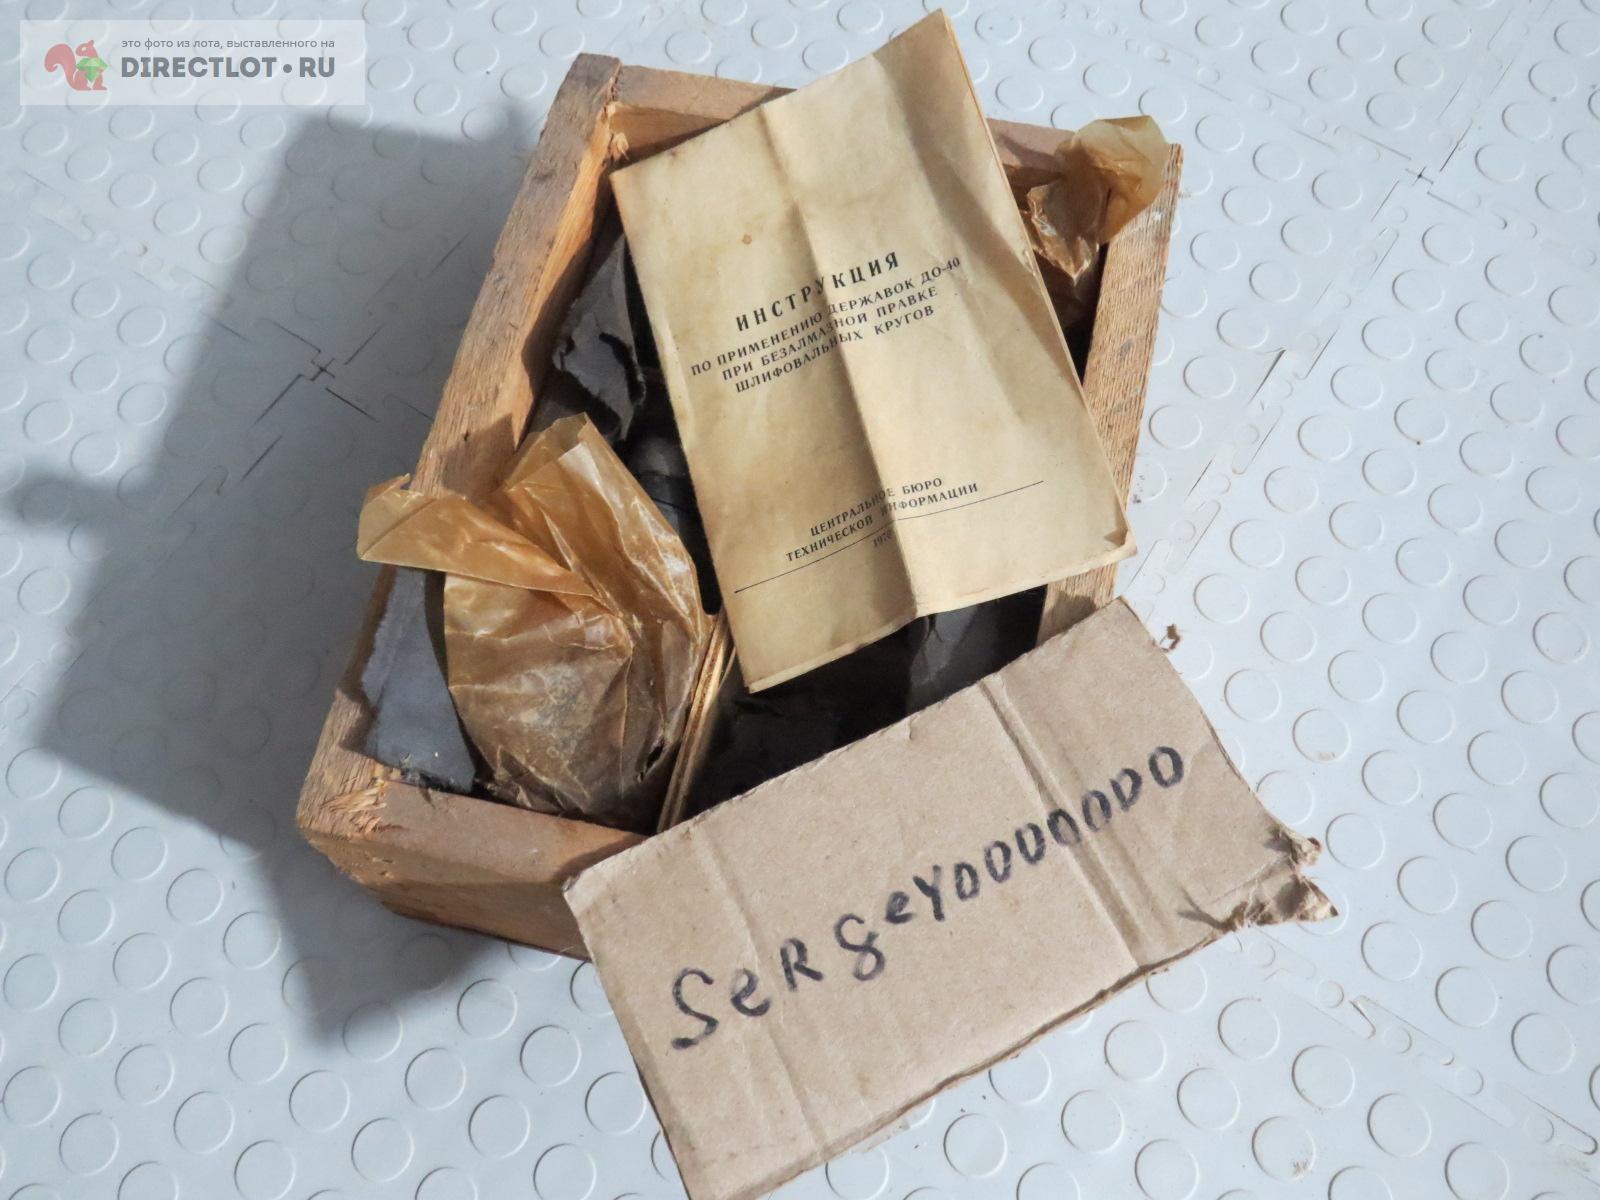 это фото из лота, выставленного на
DIRECTLOT.RU
ИНСТРУКЦИЯ
ПО ПРИМЕНЕНИЮ ДЕРЖАВОК ДО-40
ПРИ БЕЗАЛМАЗНОЙ ПРАВКЕ
ШЛИФОВАЛЬНЫХ КРУГОВ
ЦЕНТРАЛЬНОЕ БЮРО
ТЕХНИЧЕСКОЙ ИНФОРМАЦИИ
SeRgeYOOOOOOO